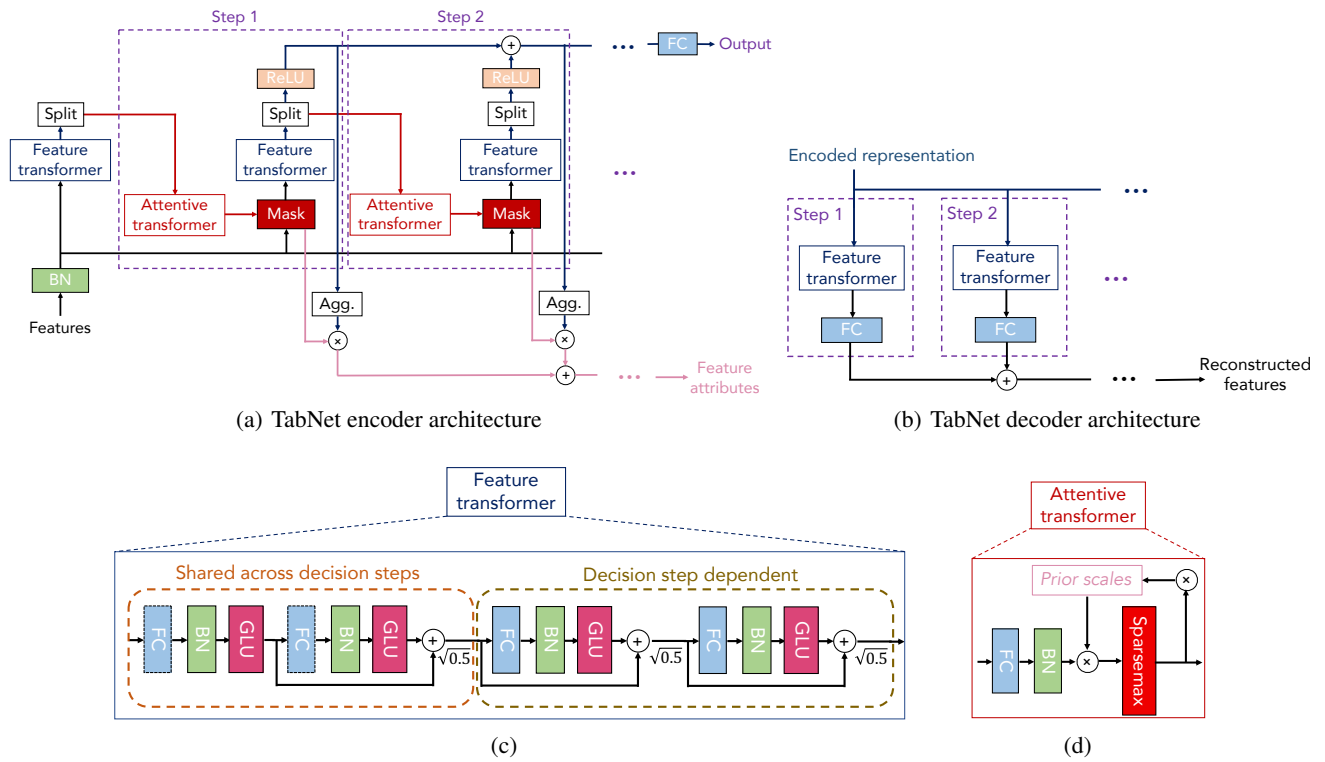 Step 1
Step 2
+
...
FC
Output
ReLU
ReLU
Split
Split
Split
Feature
transformer
Feature
transformer
Feature
transformer
...
Attentive
transformer
Mask
Attentive
transformer
Mask
BN
Features
Agg.
Agg.
×
×
+
...
Feature
attributes
(a) TabNet encoder architecture
Encoded representation
...
Step 1
Step 2
Feature
transformer
Feature
transformer
...
FC
FC
+
...
Reconstructed
features
(b) TabNet decoder architecture
Feature
transformer
Shared across decision steps
Decision step dependent
FC
BN
GLU
FC
BN
GLU
+
√0.5
FC
BN
GLU
+
√0.5
FC
BN
GLU
+
√0.5
(c)
Attentive
transformer
Prior scales
×
FC
BN
×
Sparsemax
(d)